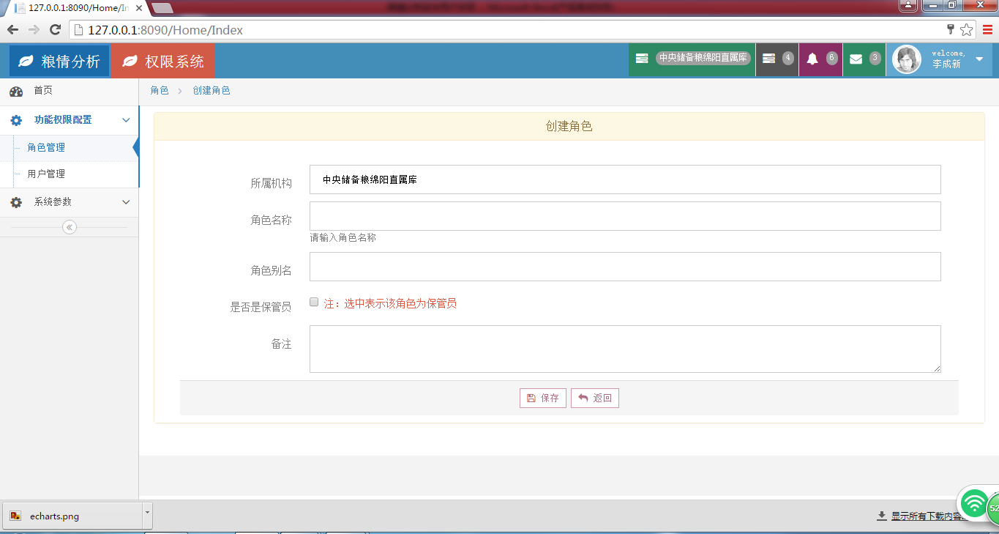 127.0.0.1:8090/Home/In
127.0.0.1:8090/Home/Index
粮情分析
权限系统
中央储备粮绵阳直属库
4
6
3
welcome,
李成新
首页
功能权限配置
角色管理
用户管理
系统参数
角色
创建角色
创建角色
所属机构
中央储备粮绵阳直属库
角色名称
请输入角色名称
角色别名
是否是保管员
注：选中表示该角色为保管员
备注
保存
返回
echarts.png
显示所有下载内容
52